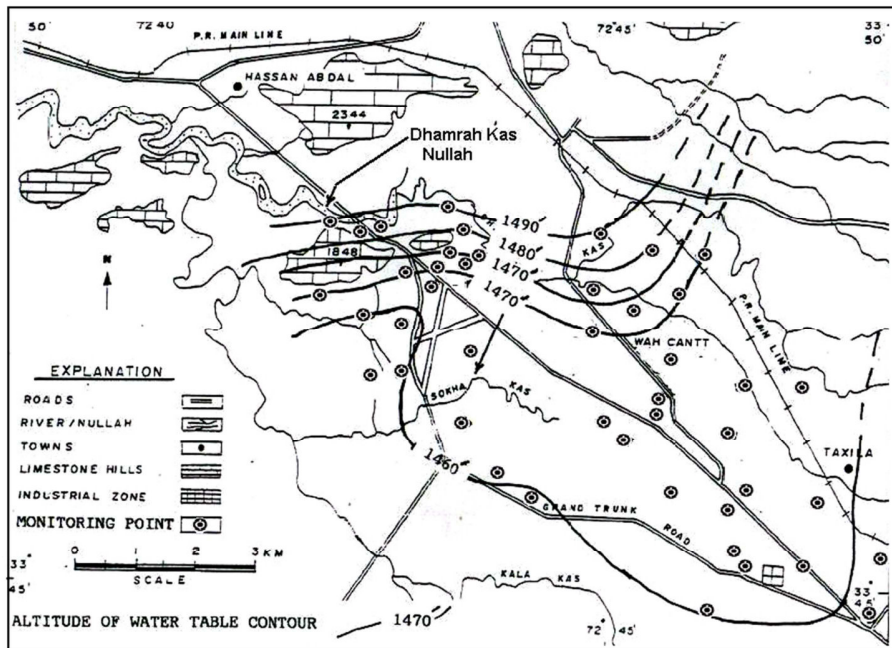 50'
72° 40'
P.R. MAIN LINE
72° 45'
33°
50'
HASSAN ABDAL
2344
Dhamrah Kas
Nullah
1490'
1480'
1470'
1470'
KAS
1848
N
WAH CANTT
P.R. MAIN LINE
SOKHA KAS
TAXILA
1460'
GRAND TRUNK ROAD
KALA KAS
EXPLANATION
ROADS
RIVER/NULLAH
TOWNS
LIMESTONE HILLS
INDUSTRIAL ZONE
MONITORING POINT
0 1 2 3 KM
SCALE
33°
45'
33°
45'
72° 45'
ALTITUDE OF WATER TABLE CONTOUR 1470'